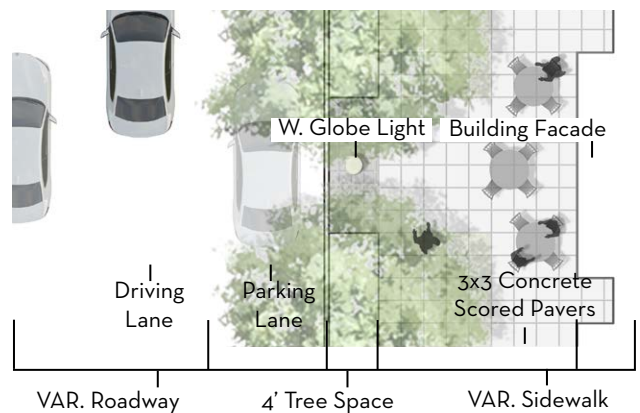 W. Globe Light
Building Facade
Driving
Lane
Parking
Lane
3x3 Concrete
Scored Pavers
VAR. Roadway
4' Tree Space
VAR. Sidewalk